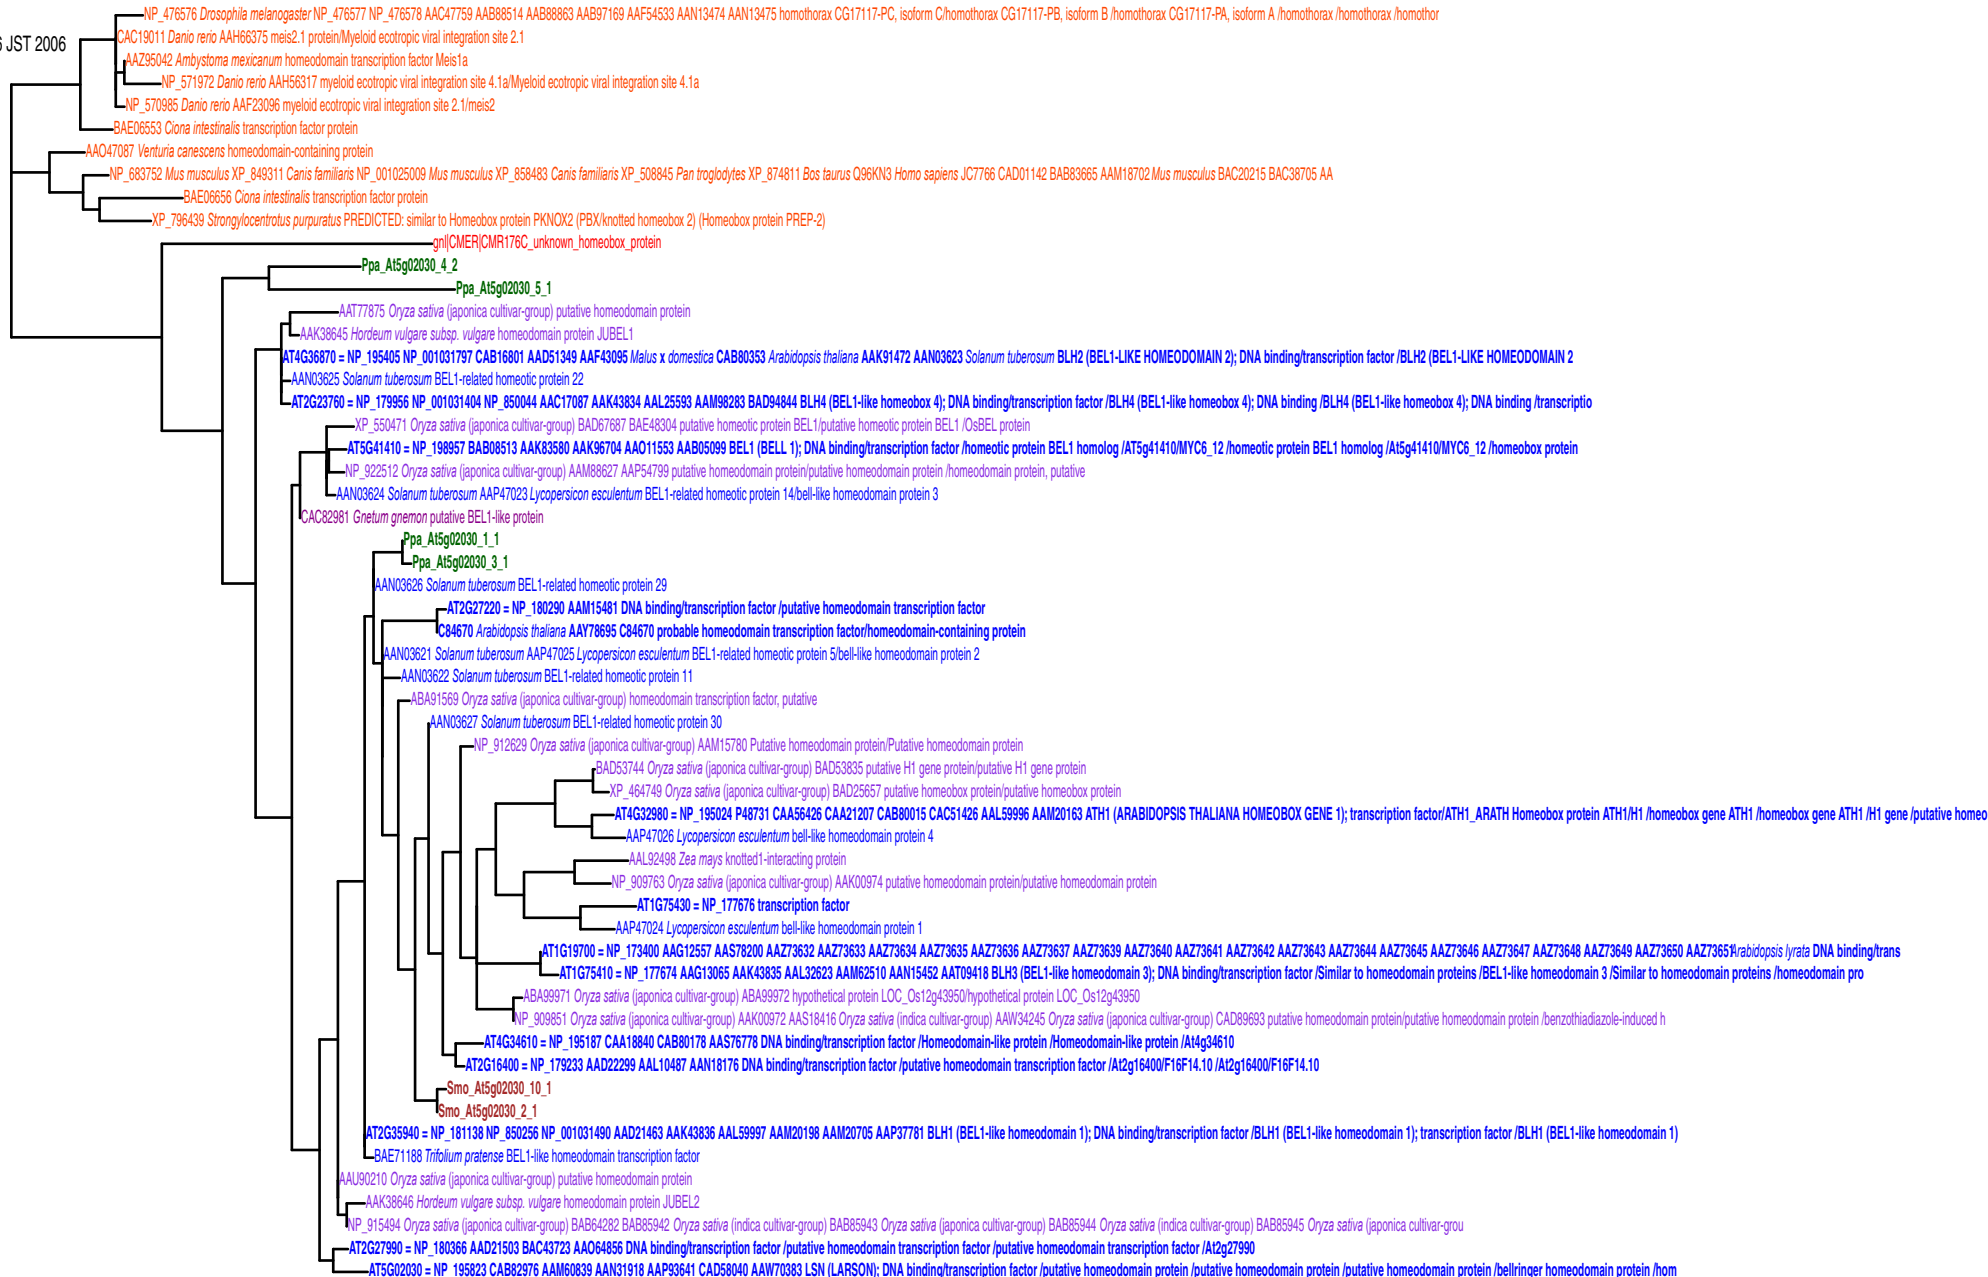 NP_476576 Drosophila melanogaster NP_476577 NP_476578 AAC47759 AAB88514 AAB88863 AAB97169 AAF54533 AAN13474 AAN13475 homothorax CG17117-PC, isoform C/homothorax CG17117-PB, isoform B /homothorax CG17117-PA, isoform A /homothorax /homothorax /homothor
6 JST 2006
CAC19011 Danio rerio AAH66375 meis2.1 protein/Myeloid ecotropic viral integration site 2.1
AAZ95042 Ambystoma mexicanum homeodomain transcription factor Meis1a
NP_571972 Danio rerio AAH56317 myeloid ecotropic viral integration site 4.1a/Myeloid ecotropic viral integration site 4.1a
NP_570985 Danio rerio AAF23096 myeloid ecotropic viral integration site 2.1/meis2
BAE06553 Ciona intestinalis transcription factor protein
AAO47087 Venturia canescens homeodomain-containing protein
NP_683752 Mus musculus XP_849311 Canis familiaris NP_001025009 Mus musculus XP_858483 Canis familiaris XP_508845 Pan troglodytes XP_874811 Bos taurus Q96KN3 Homo sapiens JC7766 CAD01142 BAB83665 AAM18702 Mus musculus BAC20215 BAC38705 AA
BAE06656 Ciona intestinalis transcription factor protein
XP_796439 Strongylocentrotus purpuratus PREDICTED: similar to Homeobox protein PKNOX2 (PBX/knotted homeobox 2) (Homeobox protein PREP-2)
gnl|CMER|CMR176C_unknown_homeobox_protein
Ppa_At5g02030_4_2
Ppa_At5g02030_5_1
AAT77875 Oryza sativa (japonica cultivar-group) putative homeodomain protein
AAK38645 Hordeum vulgare subsp. vulgare homeodomain protein JUBEL1
AT4G36870 = NP_195405 NP_001031797 CAB16801 AAD51349 AAF43095 Malus x domestica CAB80353 Arabidopsis thaliana AAK91472 AAN03623 Solanum tuberosum BLH2 (BEL1-LIKE HOMEODOMAIN 2); DNA binding/transcription factor /BLH2 (BEL1-LIKE HOMEODOMAIN 2
AAN03625 Solanum tuberosum BEL1-related homeotic protein 22
AT2G23760 = NP_179956 NP_001031404 NP_850044 AAC17087 AAK43834 AAL25593 AAM98283 BAD94844 BLH4 (BEL1-like homeobox 4); DNA binding/transcription factor /BLH4 (BEL1-like homeobox 4); DNA binding /BLH4 (BEL1-like homeobox 4); DNA binding /transcriptio
XP_550471 Oryza sativa (japonica cultivar-group) BAD67687 BAE48304 putative homeotic protein BEL1/putative homeotic protein BEL1 /OsBEL protein
AT5G41410 = NP_198957 BAB08513 AAK83580 AAK96704 AAO11553 AAB05099 BEL1 (BELL 1); DNA binding/transcription factor /homeotic protein BEL1 homolog /AT5g41410/MYC6_12 /homeotic protein BEL1 homolog /At5g41410/MYC6_12 /homeobox protein
NP_922512 Oryza sativa (japonica cultivar-group) AAM88627 AAP54799 putative homeodomain protein/putative homeodomain protein /homeodomain protein, putative
AAN03624 Solanum tuberosum AAP47023 Lycopersicon esculentum BEL1-related homeotic protein 14/bell-like homeodomain protein 3
CAC82981 Gnetum gnemon putative BEL1-like protein
Ppa_At5g02030_1_1
Ppa_At5g02030_3_1
AAN03626 Solanum tuberosum BEL1-related homeotic protein 29
AT2G27220 = NP_180290 AAM15481 DNA binding/transcription factor /putative homeodomain transcription factor
C84670 Arabidopsis thaliana AAY78695 C84670 probable homeodomain transcription factor/homeodomain-containing protein
AAN03621 Solanum tuberosum AAP47025 Lycopersicon esculentum BEL1-related homeotic protein 5/bell-like homeodomain protein 2
AAN03622 Solanum tuberosum BEL1-related homeotic protein 11
ABA91569 Oryza sativa (japonica cultivar-group) homeodomain transcription factor, putative
AAN03627 Solanum tuberosum BEL1-related homeotic protein 30
NP_912629 Oryza sativa (japonica cultivar-group) AAM15780 Putative homeodomain protein/Putative homeodomain protein
BAD53744 Oryza sativa (japonica cultivar-group) BAD53835 putative H1 gene protein/putative H1 gene protein
XP_464749 Oryza sativa (japonica cultivar-group) BAD25657 putative homeobox protein/putative homeobox protein
AT4G32980 = NP_195024 P48731 CAA56426 CAA21207 CAB80015 CAC51426 AAL59996 AAM20163 ATH1 (ARABIDOPSIS THALIANA HOMEOBOX GENE 1); transcription factor/ATH1_ARATH Homeobox protein ATH1/H1 /homeobox gene ATH1 /homeobox gene ATH1 /H1 gene /putative homeo
AAP47026 Lycopersicon esculentum bell-like homeodomain protein 4
AAL92498 Zea mays knotted1-interacting protein
NP_909763 Oryza sativa (japonica cultivar-group) AAK00974 putative homeodomain protein/putative homeodomain protein
AT1G75430 = NP_177676 transcription factor
AAP47024 Lycopersicon esculentum bell-like homeodomain protein 1
AT1G19700 = NP_173400 AAG12557 AAS78200 AAZ73632 AAZ73633 AAZ73634 AAZ73635 AAZ73636 AAZ73637 AAZ73639 AAZ73640 AAZ73641 AAZ73642 AAZ73643 AAZ73644 AAZ73645 AAZ73646 AAZ73647 AAZ73648 AAZ73649 AAZ73650 AAZ73651 Arabidopsis lyrata DNA binding/trans
AT1G75410 = NP_177674 AAG13065 AAK43835 AAL32623 AAM62510 AAN15452 AAT09418 BLH3 (BEL1-like homeodomain 3); DNA binding/transcription factor /Similar to homeodomain proteins /BEL1-like homeodomain 3 /Similar to homeodomain proteins /homeodomain pro
ABA99971 Oryza sativa (japonica cultivar-group) ABA99972 hypothetical protein LOC_Os12g43950/hypothetical protein LOC_Os12g43950
NP_909851 Oryza sativa (japonica cultivar-group) AAK00972 AAS18416 Oryza sativa (indica cultivar-group) AAW34245 Oryza sativa (japonica cultivar-group) CAD89693 putative homeodomain protein/putative homeodomain protein /benzothiadiazole-induced h
AT4G34610 = NP_195187 CAA18840 CAB80178 AAS76778 DNA binding/transcription factor /Homeodomain-like protein /Homeodomain-like protein /At4g34610
AT2G16400 = NP_179233 AAD22299 AAL10487 AAN18176 DNA binding/transcription factor /putative homeodomain transcription factor /At2g16400/F16F14.10 /At2g16400/F16F14.10
Smo_At5g02030_10_1
Smo_At5g02030_2_1
AT2G35940 = NP_181138 NP_850256 NP_001031490 AAD21463 AAK43836 AAL59997 AAM20198 AAM20705 AAP37781 BLH1 (BEL1-like homeodomain 1); DNA binding/transcription factor /BLH1 (BEL1-like homeodomain 1); transcription factor /BLH1 (BEL1-like homeodomain 1)
BAE71188 Trifolium pratense BEL1-like homeodomain transcription factor
AAU90210 Oryza sativa (japonica cultivar-group) putative homeodomain protein
AAK38646 Hordeum vulgare subsp. vulgare homeodomain protein JUBEL2
NP_915494 Oryza sativa (japonica cultivar-group) BAB64282 BAB85942 Oryza sativa (indica cultivar-group) BAB85943 Oryza sativa (japonica cultivar-group) BAB85944 Oryza sativa (indica cultivar-group) BAB85945 Oryza sativa (japonica cultivar-grou
AT2G27990 = NP_180366 AAD21503 BAC43723 AAO64856 DNA binding/transcription factor /putative homeodomain transcription factor /putative homeodomain transcription factor /At2g27990
AT5G02030 = NP_195823 CAB82976 AAM60839 AAN31918 AAP93641 CAD58040 AAW70383 LSN (LARSON); DNA binding/transcription factor /putative homeodomain protein /putative homeodomain protein /putative homeodomain protein /bellringer homeodomain protein /hom